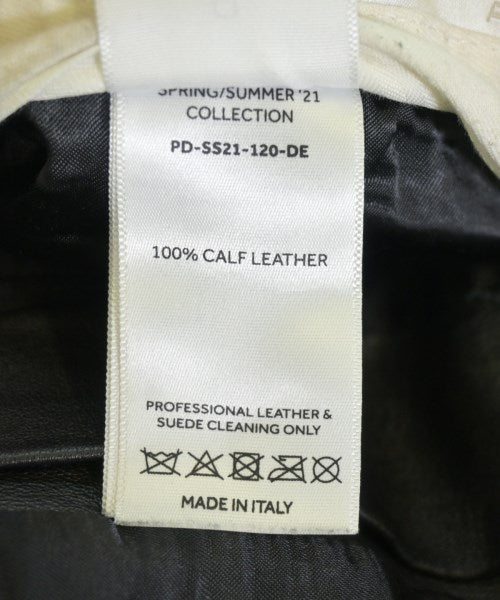 SPRING/SUMMER '21
COLLECTION
PD-SS21-120-DE
100% CALF LEATHER
PROFESSIONAL LEATHER &
SUEDE CLEANING ONLY
MADE IN ITALY